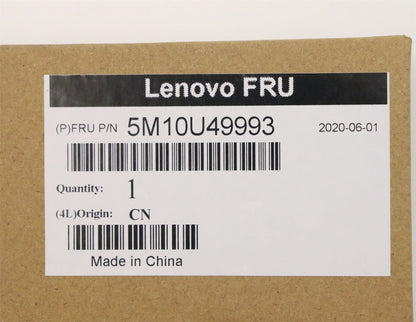 Lenovo FRU
(P)FRU P/N 5M10U49993 2020-06-01
Quantity: 1
(4L)Origin: CN
Made in China